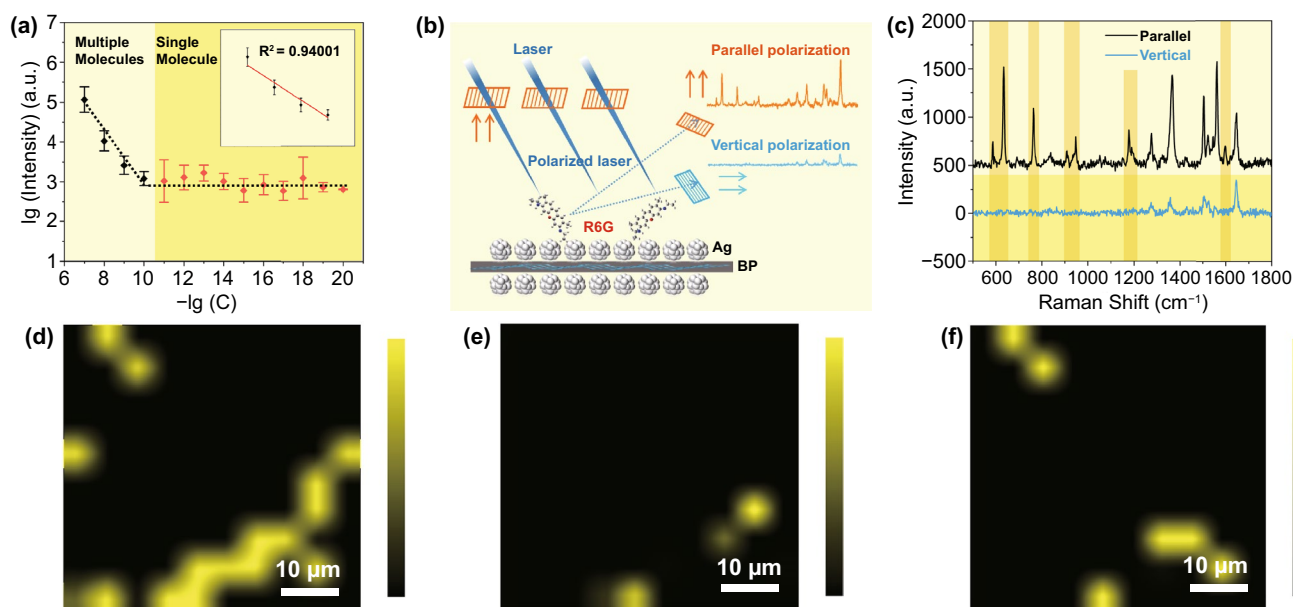 (a)
7
6
5
4
3
2
1
lg (Intensity) (a.u.)
Multiple
Molecules
Single
Molecule
R² = 0.94001
6 8 10 12 14 16 18 20
−lg (C)
(b)
Laser
Parallel polarization
Polarized laser
Vertical polarization
R6G
Ag
BP
(c)
2000
1500
1000
500
0
−500
Intensity (a.u.)
Parallel
Vertical
600 800 1000 1200 1400 1600 1800
Raman Shift (cm⁻¹)
(d)
10 µm
(e)
10 µm
(f)
10 µm